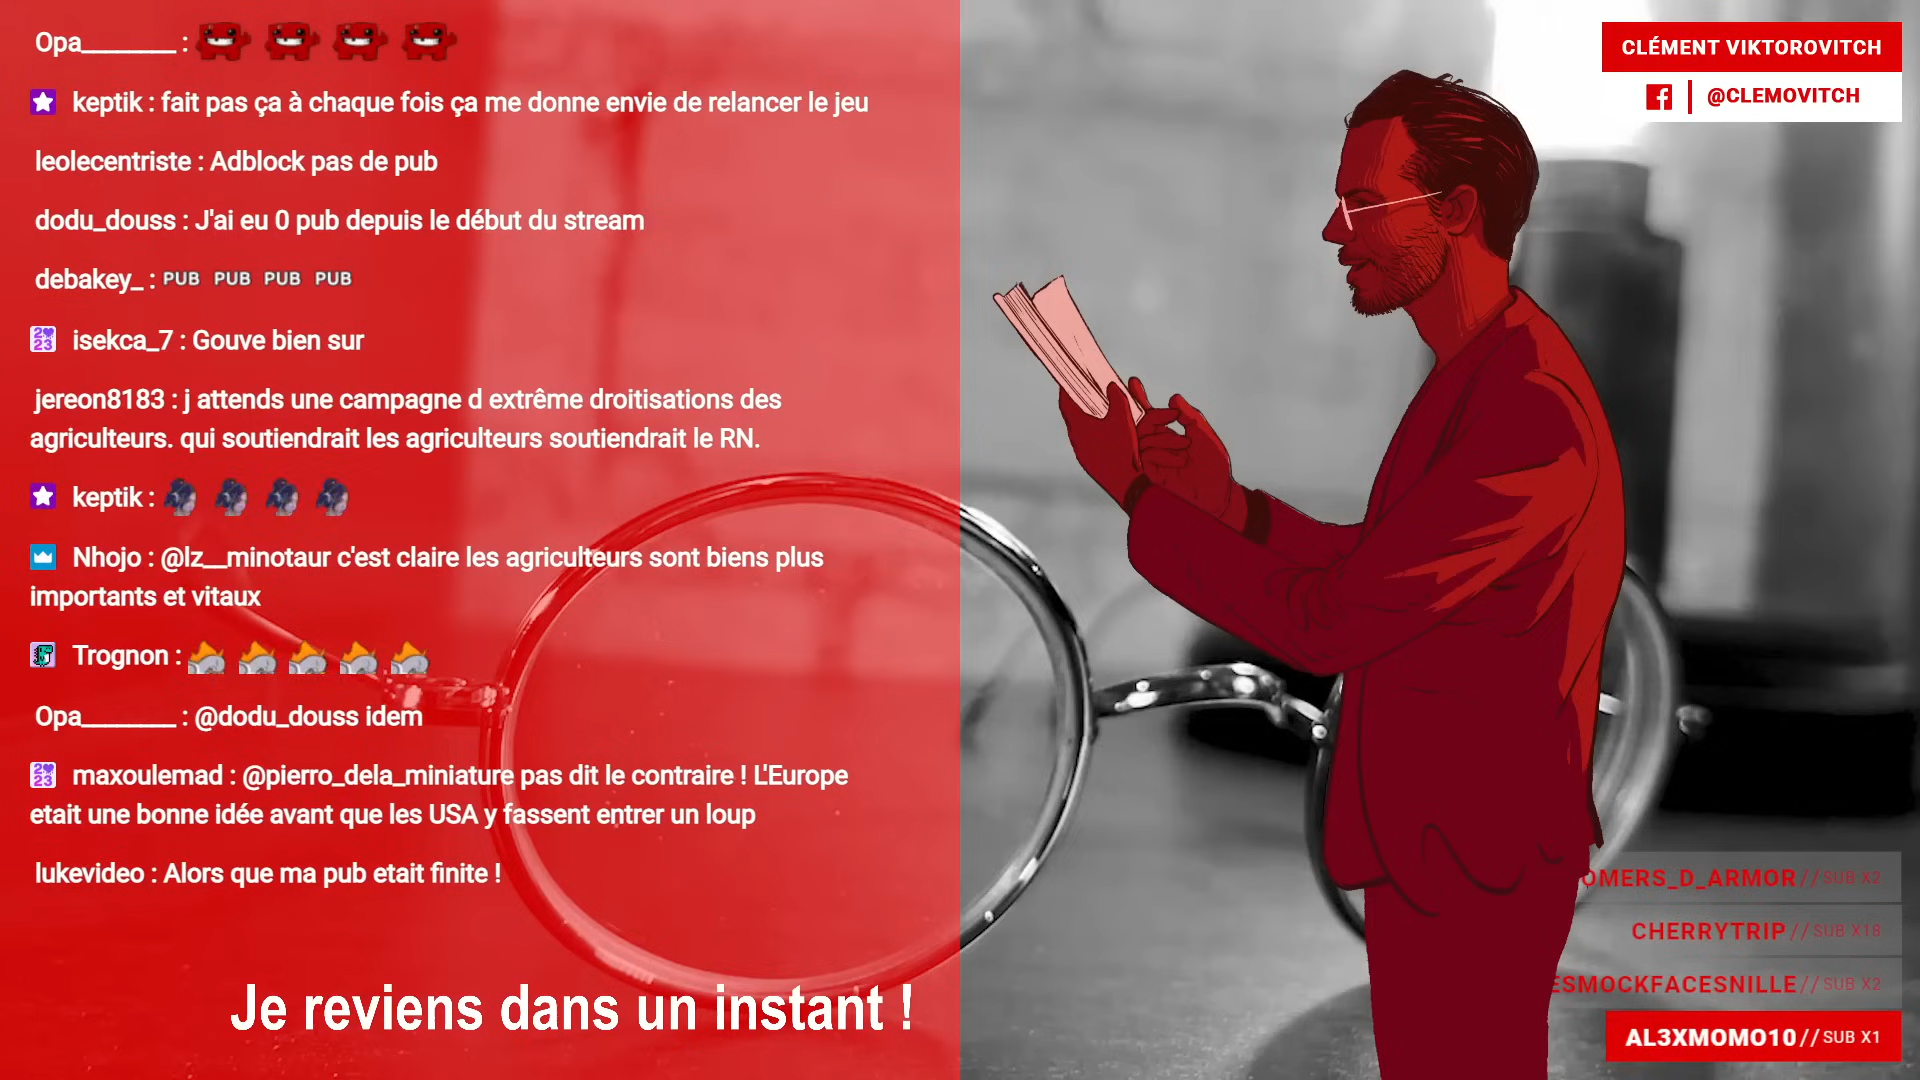 Opa________ :
keptik : fait pas ça à chaque fois ça me donne envie de relancer le jeu
leolecentriste : Adblock pas de pub
dodu_douss : J'ai eu 0 pub depuis le début du stream
debakey_ : PUB PUB PUB PUB
isekca_7 : Gouve bien sur
jereon8183 : j attends une campagne d extrême droitisations des
agriculteurs. qui soutiendrait les agriculteurs soutiendrait le RN.
keptik :
Nhojo : @lz__minotaur c'est claire les agriculteurs sont biens plus
importants et vitaux
Trognon :
Opa________ : @dodu_douss idem
maxoulemad : @pierro_dela_miniature pas dit le contraire ! L'Europe
etait une bonne idée avant que les USA y fassent entrer un loup
lukevideo : Alors que ma pub etait finite !
Je reviens dans un instant !
CLÉMENT VIKTOROVITCH
@CLEMOVITCH
OMERS_D_ARMOR // SUB X2
CHERRYTRIP // SUB X18
ESMOCKFACESNILLE // SUB X2
AL3XMOMO10 // SUB X1